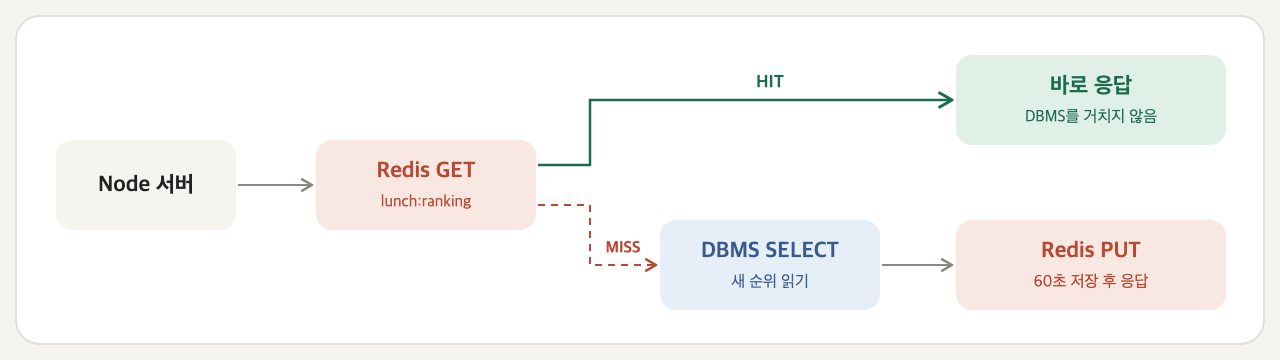 Node 서버
Redis GET
lunch:ranking
HIT
바로 응답
DBMS를 거치지 않음
MISS
DBMS SELECT
새 순위 읽기
Redis PUT
60초 저장 후 응답